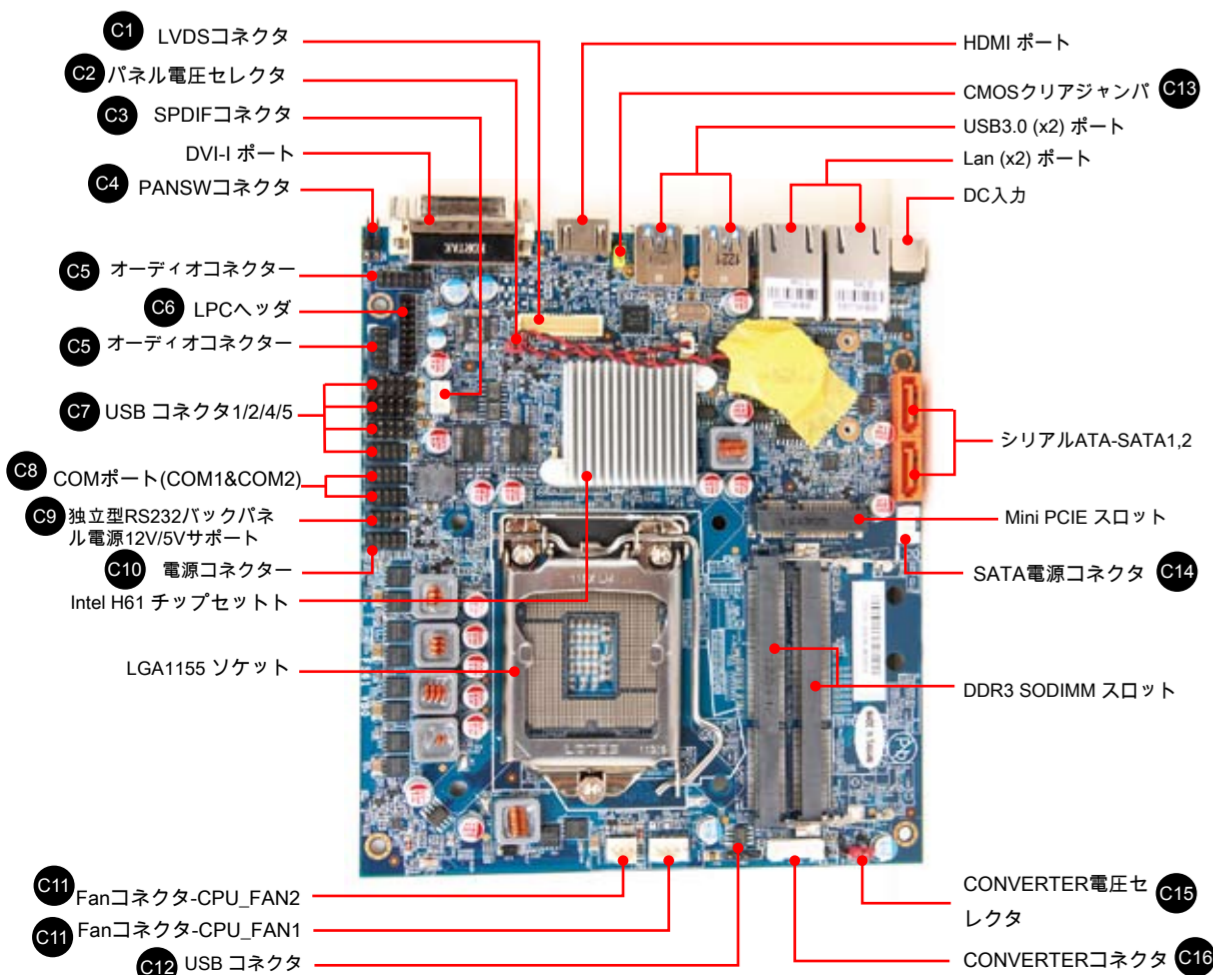 C1 LVDSコネクタ
C2 パネル電圧セレクタ
C3 SPDIFコネクタ
DVI-I ポート
C4 PANSWコネクタ
C5 オーディオコネクター
C6 LPCヘッダ
C5 オーディオコネクター
C7 USB コネクタ1/2/4/5
C8 COMポート(COM1&COM2)
C9 独立型RS232/バックパネ
ル電源12V/5Vサポート
C10 電源コネクター
Intel H61 チップセットト
LGA1155 ソケット
C11 Fanコネクタ-CPU_FAN2
C11 Fanコネクタ-CPU_FAN1
C12 USB コネクタ
HDMI ポート
CMOSクリアジャンパ C13
USB3.0 (x2) ポート
Lan (x2) ポート
DC入力
シリアルATA-SATA1,2
Mini PCIE スロット
SATA電源コネクタ C14
DDR3 SODIMM スロット
CONVERTER電圧セ
レクタ C15
CONVERTERコネクタ C16
1221
LOTES